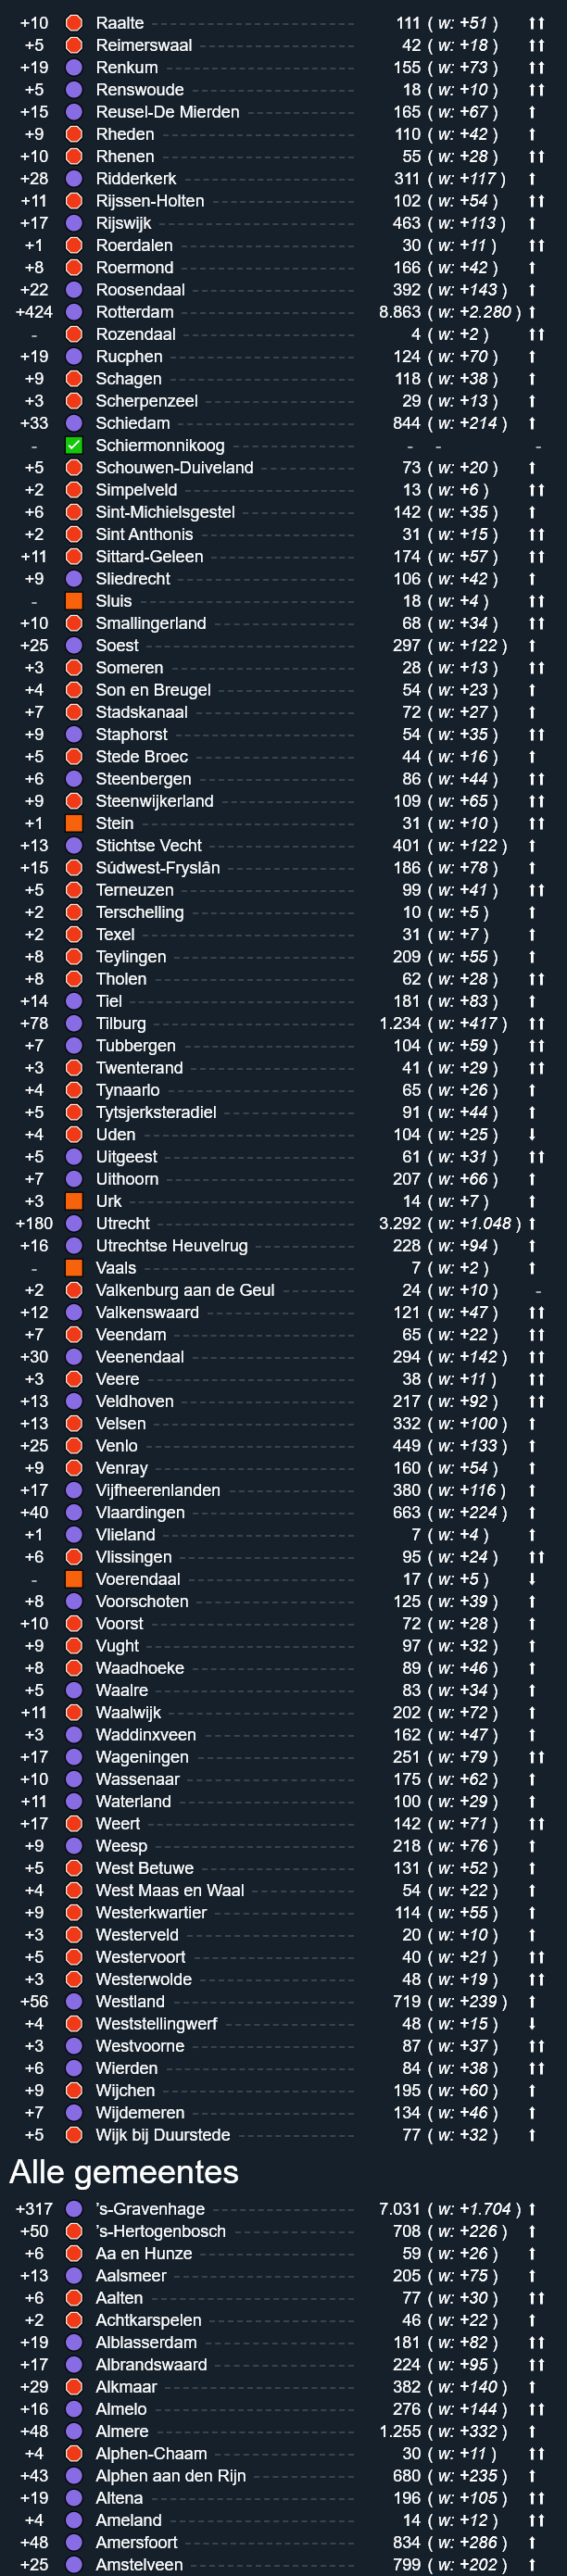 +10 Raalte 111 ( w: +51 ) ⬆⬆
+5 Reimerswaal 42 ( w: +18 ) ⬆⬆
+19 Renkum 155 ( w: +73 ) ⬆⬆
+5 Renswoude 18 ( w: +10 ) ⬆⬆
+15 Reusel-De Mierden 165 ( w: +67 ) ⬆
+9 Rheden 110 ( w: +42 ) ⬆
+10 Rhenen 55 ( w: +28 ) ⬆⬆
+28 Ridderkerk 311 ( w: +117 ) ⬆
+11 Rijssen-Holten 102 ( w: +54 ) ⬆⬆
+17 Rijswijk 463 ( w: +113 ) ⬆
+1 Roerdalen 30 ( w: +11 ) ⬆⬆
+8 Roermond 166 ( w: +42 ) ⬆
+22 Roosendaal 392 ( w: +143 ) ⬆
+424 Rotterdam 8.863 ( w: +2.280 ) ⬆
- Rozendaal 4 ( w: +2 ) ⬆⬆
+19 Rucphen 124 ( w: +70 ) ⬆
+9 Schagen 118 ( w: +38 ) ⬆
+3 Scherpenzeel 29 ( w: +13 ) ⬆
+33 Schiedam 844 ( w: +214 ) ⬆
- Schiermonnikoog - - -
+5 Schouwen-Duiveland 73 ( w: +20 ) ⬆
+2 Simpelveld 13 ( w: +6 ) ⬆⬆
+6 Sint-Michielsgestel 142 ( w: +35 ) ⬆
+2 Sint Anthonis 31 ( w: +15 ) ⬆⬆
+11 Sittard-Geleen 174 ( w: +57 ) ⬆⬆
+9 Sliedrecht 106 ( w: +42 ) ⬆
- Sluis 18 ( w: +4 ) ⬆⬆
+10 Smallingerland 68 ( w: +34 ) ⬆⬆
+25 Soest 297 ( w: +122 ) ⬆
+3 Someren 28 ( w: +13 ) ⬆⬆
+4 Son en Breugel 54 ( w: +23 ) ⬆
+7 Stadskanaal 72 ( w: +27 ) ⬆
+9 Staphorst 54 ( w: +35 ) ⬆⬆
+5 Stede Broec 44 ( w: +16 ) ⬆
+6 Steenbergen 86 ( w: +44 ) ⬆⬆
+9 Steenwijkerland 109 ( w: +65 ) ⬆⬆
+1 Stein 31 ( w: +10 ) ⬆⬆
+13 Stichtse Vecht 401 ( w: +122 ) ⬆
+15 Súdwest-Fryslân 186 ( w: +78 ) ⬆
+5 Terneuzen 99 ( w: +41 ) ⬆⬆
+2 Terschelling 10 ( w: +5 ) ⬆
+2 Texel 31 ( w: +7 ) ⬆
+8 Teylingen 209 ( w: +55 ) ⬆
+8 Tholen 62 ( w: +28 ) ⬆⬆
+14 Tiel 181 ( w: +83 ) ⬆
+78 Tilburg 1.234 ( w: +417 ) ⬆⬆
+7 Tubbergen 104 ( w: +59 ) ⬆⬆
+3 Twenterand 41 ( w: +29 ) ⬆⬆
+4 Tynaarlo 65 ( w: +26 ) ⬆
+5 Tytsjerksteradiel 91 ( w: +44 ) ⬆
+4 Uden 104 ( w: +25 ) ⬇
+5 Uitgeest 61 ( w: +31 ) ⬆⬆
+7 Uithoorn 207 ( w: +66 ) ⬆
+3 Urk 14 ( w: +7 ) ⬆
+180 Utrecht 3.292 ( w: +1.048 ) ⬆
+16 Utrechtse Heuvelrug 228 ( w: +94 ) ⬆
- Vaals 7 ( w: +2 ) ⬆
+2 Valkenburg aan de Geul 24 ( w: +10 ) -
+12 Valkenswaard 121 ( w: +47 ) ⬆⬆
+7 Veendam 65 ( w: +22 ) ⬆⬆
+30 Veenendaal 294 ( w: +142 ) ⬆⬆
+3 Veere 38 ( w: +11 ) ⬆⬆
+13 Veldhoven 217 ( w: +92 ) ⬆⬆
+13 Velsen 332 ( w: +100 ) ⬆
+25 Venlo 449 ( w: +133 ) ⬆
+9 Venray 160 ( w: +54 ) ⬆
+17 Vijfheerenlanden 380 ( w: +116 ) ⬆
+40 Vlaardingen 663 ( w: +224 ) ⬆
+1 Vlieland 7 ( w: +4 ) ⬆
+6 Vlissingen 95 ( w: +24 ) ⬆⬆
- Voerendaal 17 ( w: +5 ) ⬇
+8 Voorschoten 125 ( w: +39 ) ⬆
+10 Voorst 72 ( w: +28 ) ⬆
+9 Vught 97 ( w: +32 ) ⬆
+8 Waadhoeke 89 ( w: +46 ) ⬆
+5 Waalre 83 ( w: +34 ) ⬆
+11 Waalwijk 202 ( w: +72 ) ⬆
+3 Waddinxveen 162 ( w: +47 ) ⬆
+17 Wageningen 251 ( w: +79 ) ⬆⬆
+10 Wassenaar 175 ( w: +62 ) ⬆
+11 Waterland 100 ( w: +29 ) ⬆
+17 Weert 142 ( w: +71 ) ⬆⬆
+9 Weesp 218 ( w: +76 ) ⬆
+5 West Betuwe 131 ( w: +52 ) ⬆
+4 West Maas en Waal 54 ( w: +22 ) ⬆
+9 Westerkwartier 114 ( w: +55 ) ⬆
+3 Westerveld 20 ( w: +10 ) ⬆
+5 Westervoort 40 ( w: +21 ) ⬆⬆
+3 Westerwolde 48 ( w: +19 ) ⬆⬆
+56 Westland 719 ( w: +239 ) ⬆
+4 Weststellingwerf 48 ( w: +15 ) ⬇
+3 Westvoorne 87 ( w: +37 ) ⬆⬆
+6 Wierden 84 ( w: +38 ) ⬆⬆
+9 Wijchen 195 ( w: +60 ) ⬆
+7 Wijdemeren 134 ( w: +46 ) ⬆
+5 Wijk bij Duurstede 77 ( w: +32 ) ⬆
Alle gemeentes
+317 's-Gravenhage 7.031 ( w: +1.704 ) ⬆
+50 's-Hertogenbosch 708 ( w: +226 ) ⬆
+6 Aa en Hunze 59 ( w: +26 ) ⬆
+13 Aalsmeer 205 ( w: +75 ) ⬆
+6 Aalten 77 ( w: +30 ) ⬆⬆
+2 Achtkarspelen 46 ( w: +22 ) ⬆
+19 Alblasserdam 181 ( w: +82 ) ⬆⬆
+17 Albrandswaard 224 ( w: +95 ) ⬆⬆
+29 Alkmaar 382 ( w: +140 ) ⬆
+16 Almelo 276 ( w: +144 ) ⬆⬆
+48 Almere 1.255 ( w: +332 ) ⬆
+4 Alphen-Chaam 30 ( w: +11 ) ⬆⬆
+43 Alphen aan den Rijn 680 ( w: +235 ) ⬆
+19 Altena 196 ( w: +105 ) ⬆⬆
+4 Ameland 14 ( w: +12 ) ⬆⬆
+48 Amersfoort 834 ( w: +286 ) ⬆
+25 Amstelveen 799 ( w: +202 ) ⬆